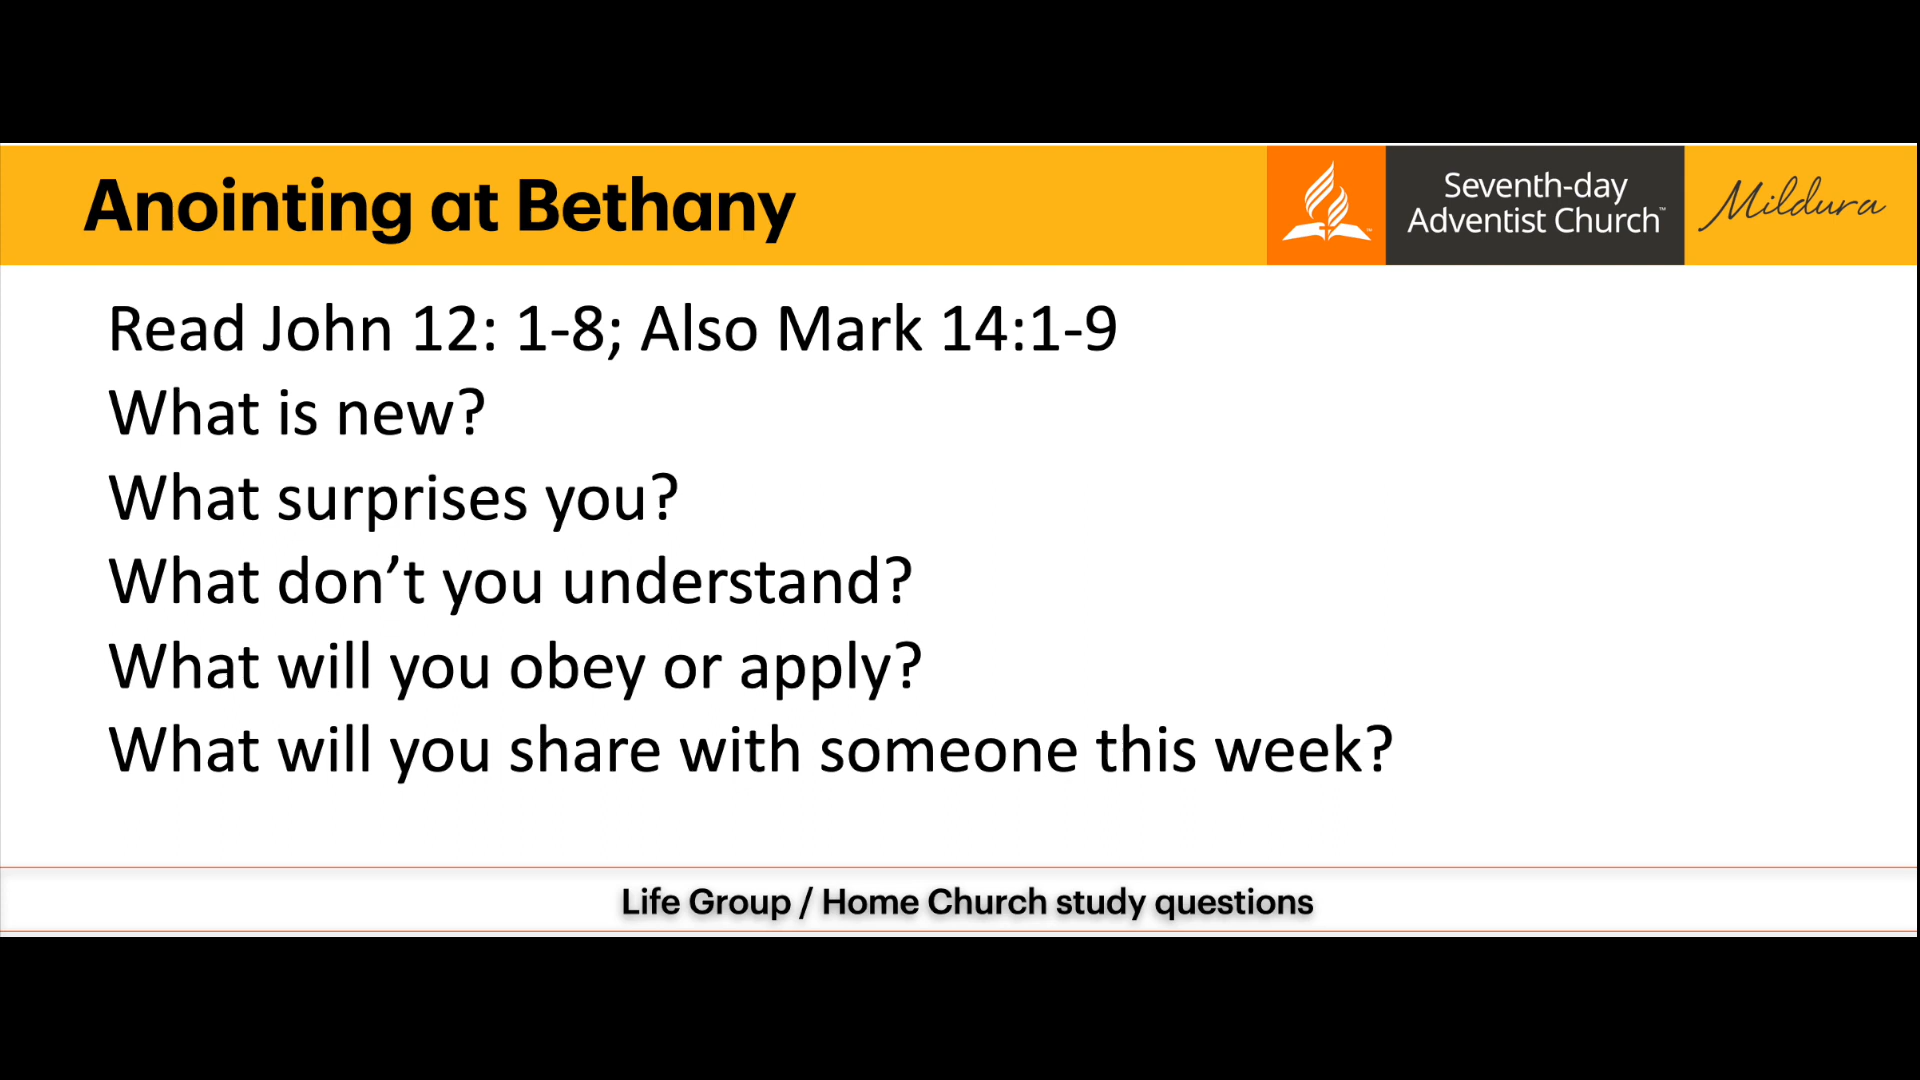 Anointing at Bethany
Seventh-day
Adventist Church™
Mildura
Read John 12: 1-8; Also Mark 14:1-9
What is new?
What surprises you?
What don’t you understand?
What will you obey or apply?
What will you share with someone this week?
Life Group / Home Church study questions